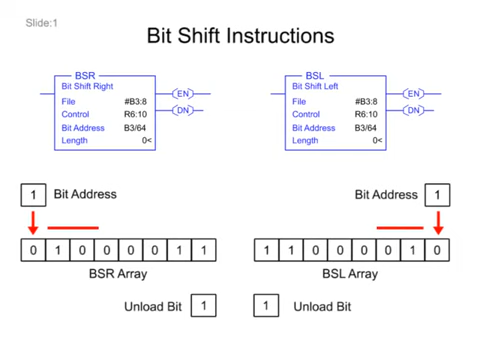 Slide:1
Bit Shift Instructions
BSR
Bit Shift Right
File #B3:8
Control R6:10
Bit Address B3/64
Length 0<
EN
DN
BSL
Bit Shift Left
File #B3:8
Control R6:10
Bit Address B3/64
Length 0<
EN
DN
1 Bit Address
Bit Address 1
0 1 0 0 0 0 1 1
1 1 0 0 0 0 1 0
BSR Array
BSL Array
Unload Bit 1
1 Unload Bit